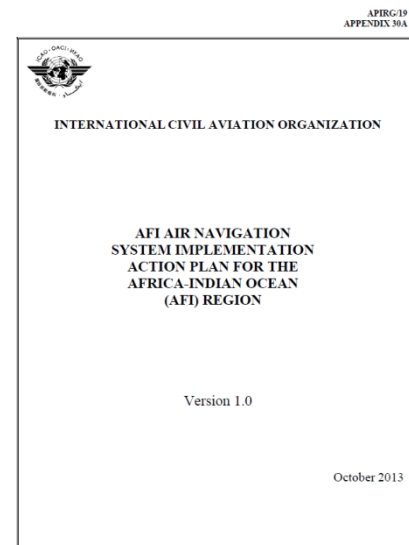 APIRG/19
APPENDIX 30A
INTERNATIONAL CIVIL AVIATION ORGANIZATION
AFI AIR NAVIGATION
SYSTEM IMPLEMENTATION
ACTION PLAN FOR THE
AFRICA-INDIAN OCEAN
(AFI) REGION
Version 1.0
October 2013